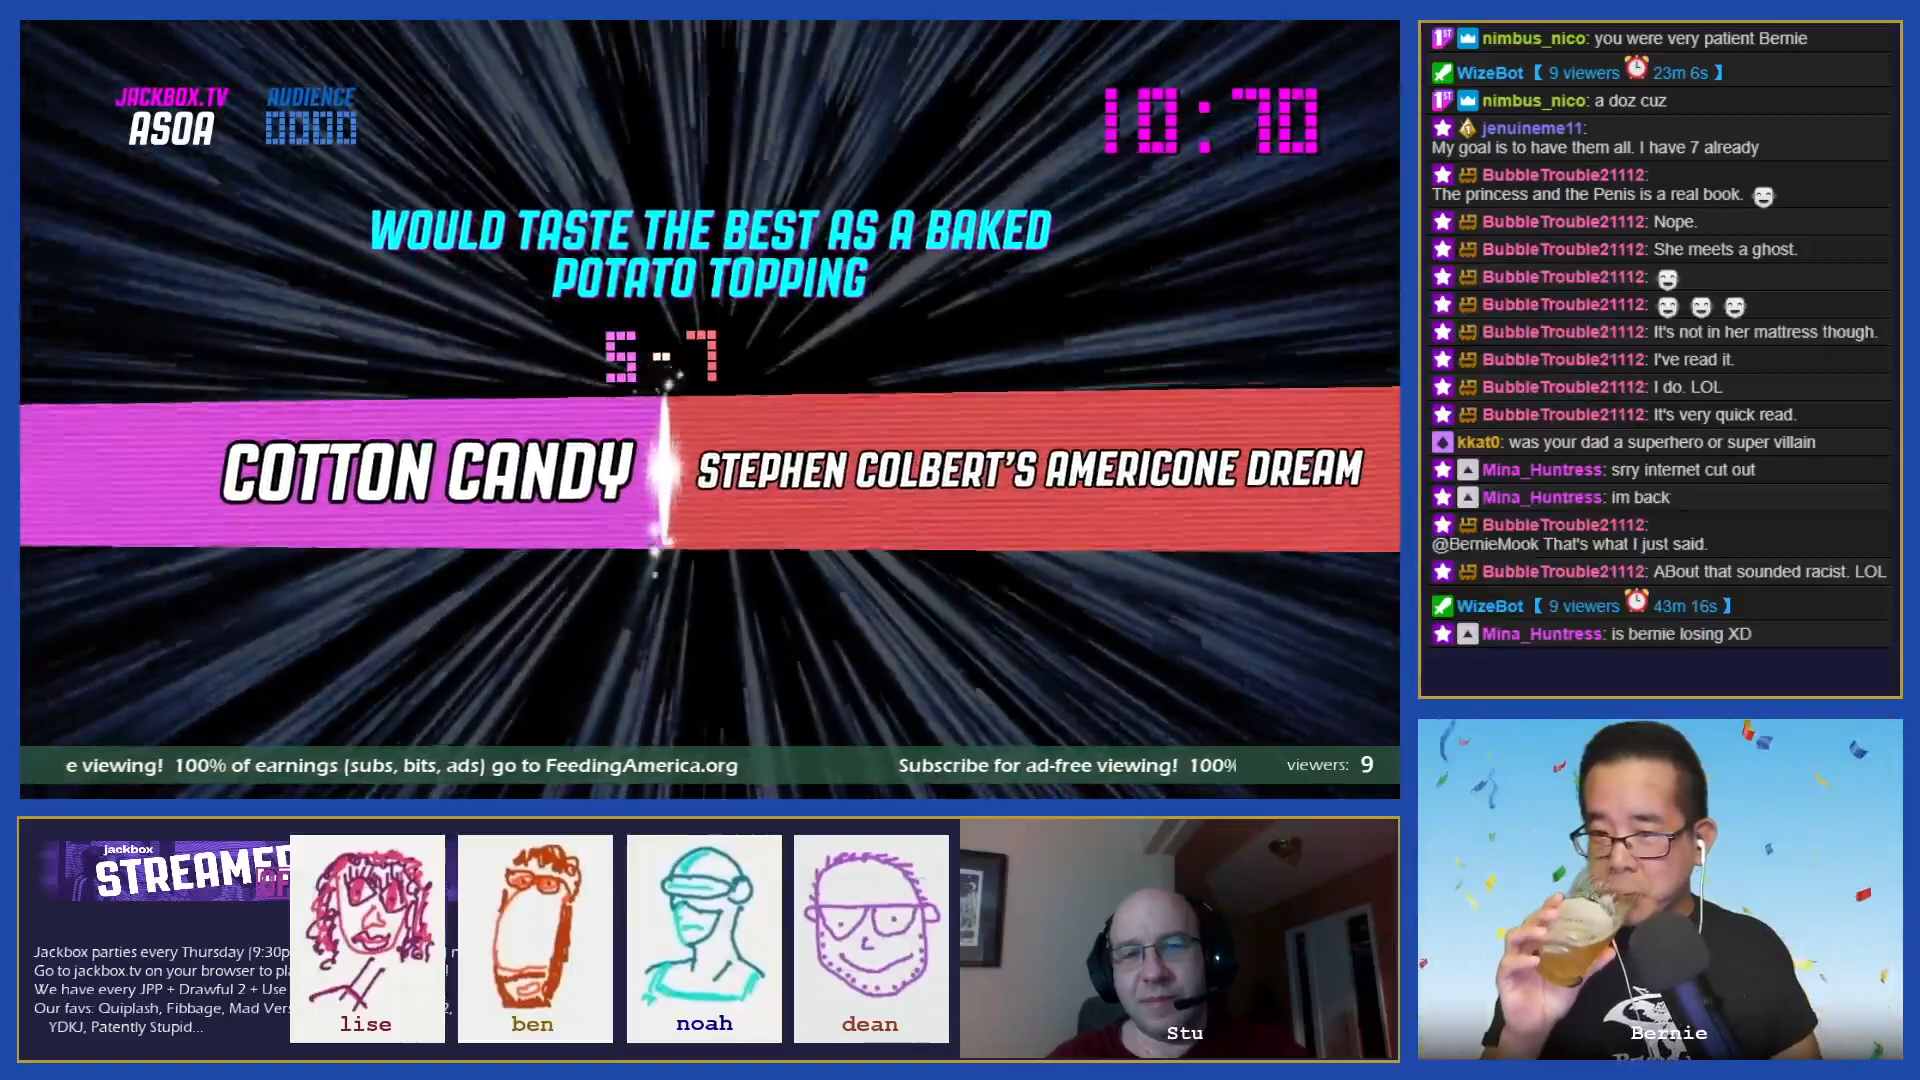 JACKBOX.TV
ASOA
AUDIENCE
10:70
WOULD TASTE THE BEST AS A BAKED
POTATO TOPPING
5-7
COTTON CANDY
STEPHEN COLBERT'S AMERICONE DREAM
e viewing! 100% of earnings (subs, bits, ads) go to FeedingAmerica.org
Subscribe for ad-free viewing! 100%
viewers: 9
nimbus_nico: you were very patient Bernie
WizeBot 【 9 viewers ⏰ 23m 6s 】
nimbus_nico: a doz cuz
jenuineme11:
My goal is to have them all. I have 7 already
BubbleTrouble21112:
The princess and the Penis is a real book.
BubbleTrouble21112: Nope.
BubbleTrouble21112: She meets a ghost.
BubbleTrouble21112:
BubbleTrouble21112:
BubbleTrouble21112: It's not in her mattress though.
BubbleTrouble21112: I've read it.
BubbleTrouble21112: I do. LOL
BubbleTrouble21112: It's very quick read.
kkat0: was your dad a superhero or super villain
Mina_Huntress: srry internet cut out
Mina_Huntress: im back
BubbleTrouble21112:
@BernieMook That's what I just said.
BubbleTrouble21112: ABout that sounded racist. LOL
WizeBot 【 9 viewers ⏰ 43m 16s 】
Mina_Huntress: is bernie losing XD
jackbox
STREAMER
Jackbox parties every Thursday (9:30p
Go to jackbox.tv on your browser to pla
We have every JPP + Drawful 2 + Use
Our favs: Quiplash, Fibbage, Mad Vers
YDKJ, Patently Stupid...
lise
ben
noah
dean
Stu
Bernie